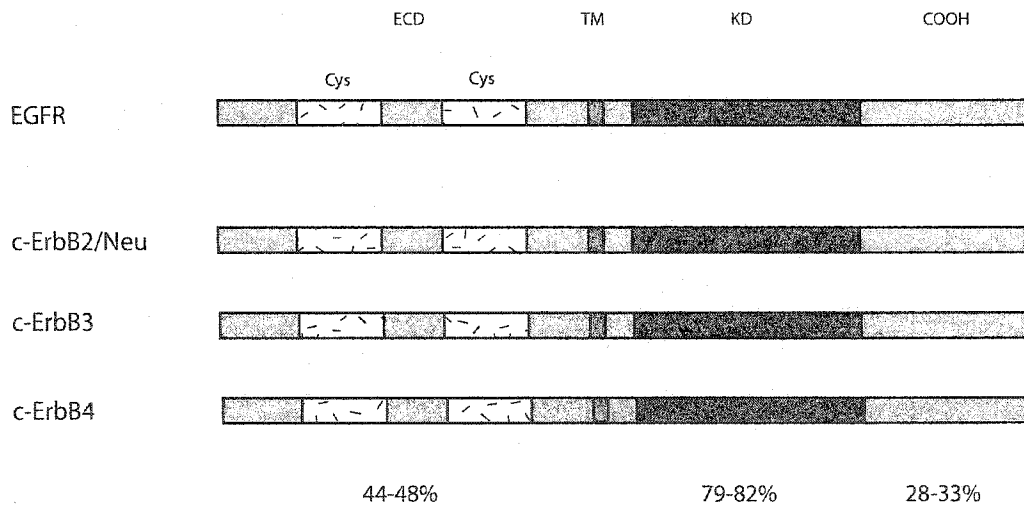 ECD TM KD COOH
Cys Cys
EGFR
c-ErbB2/Neu
c-ErbB3
c-ErbB4
44-48% 79-82% 28-33%